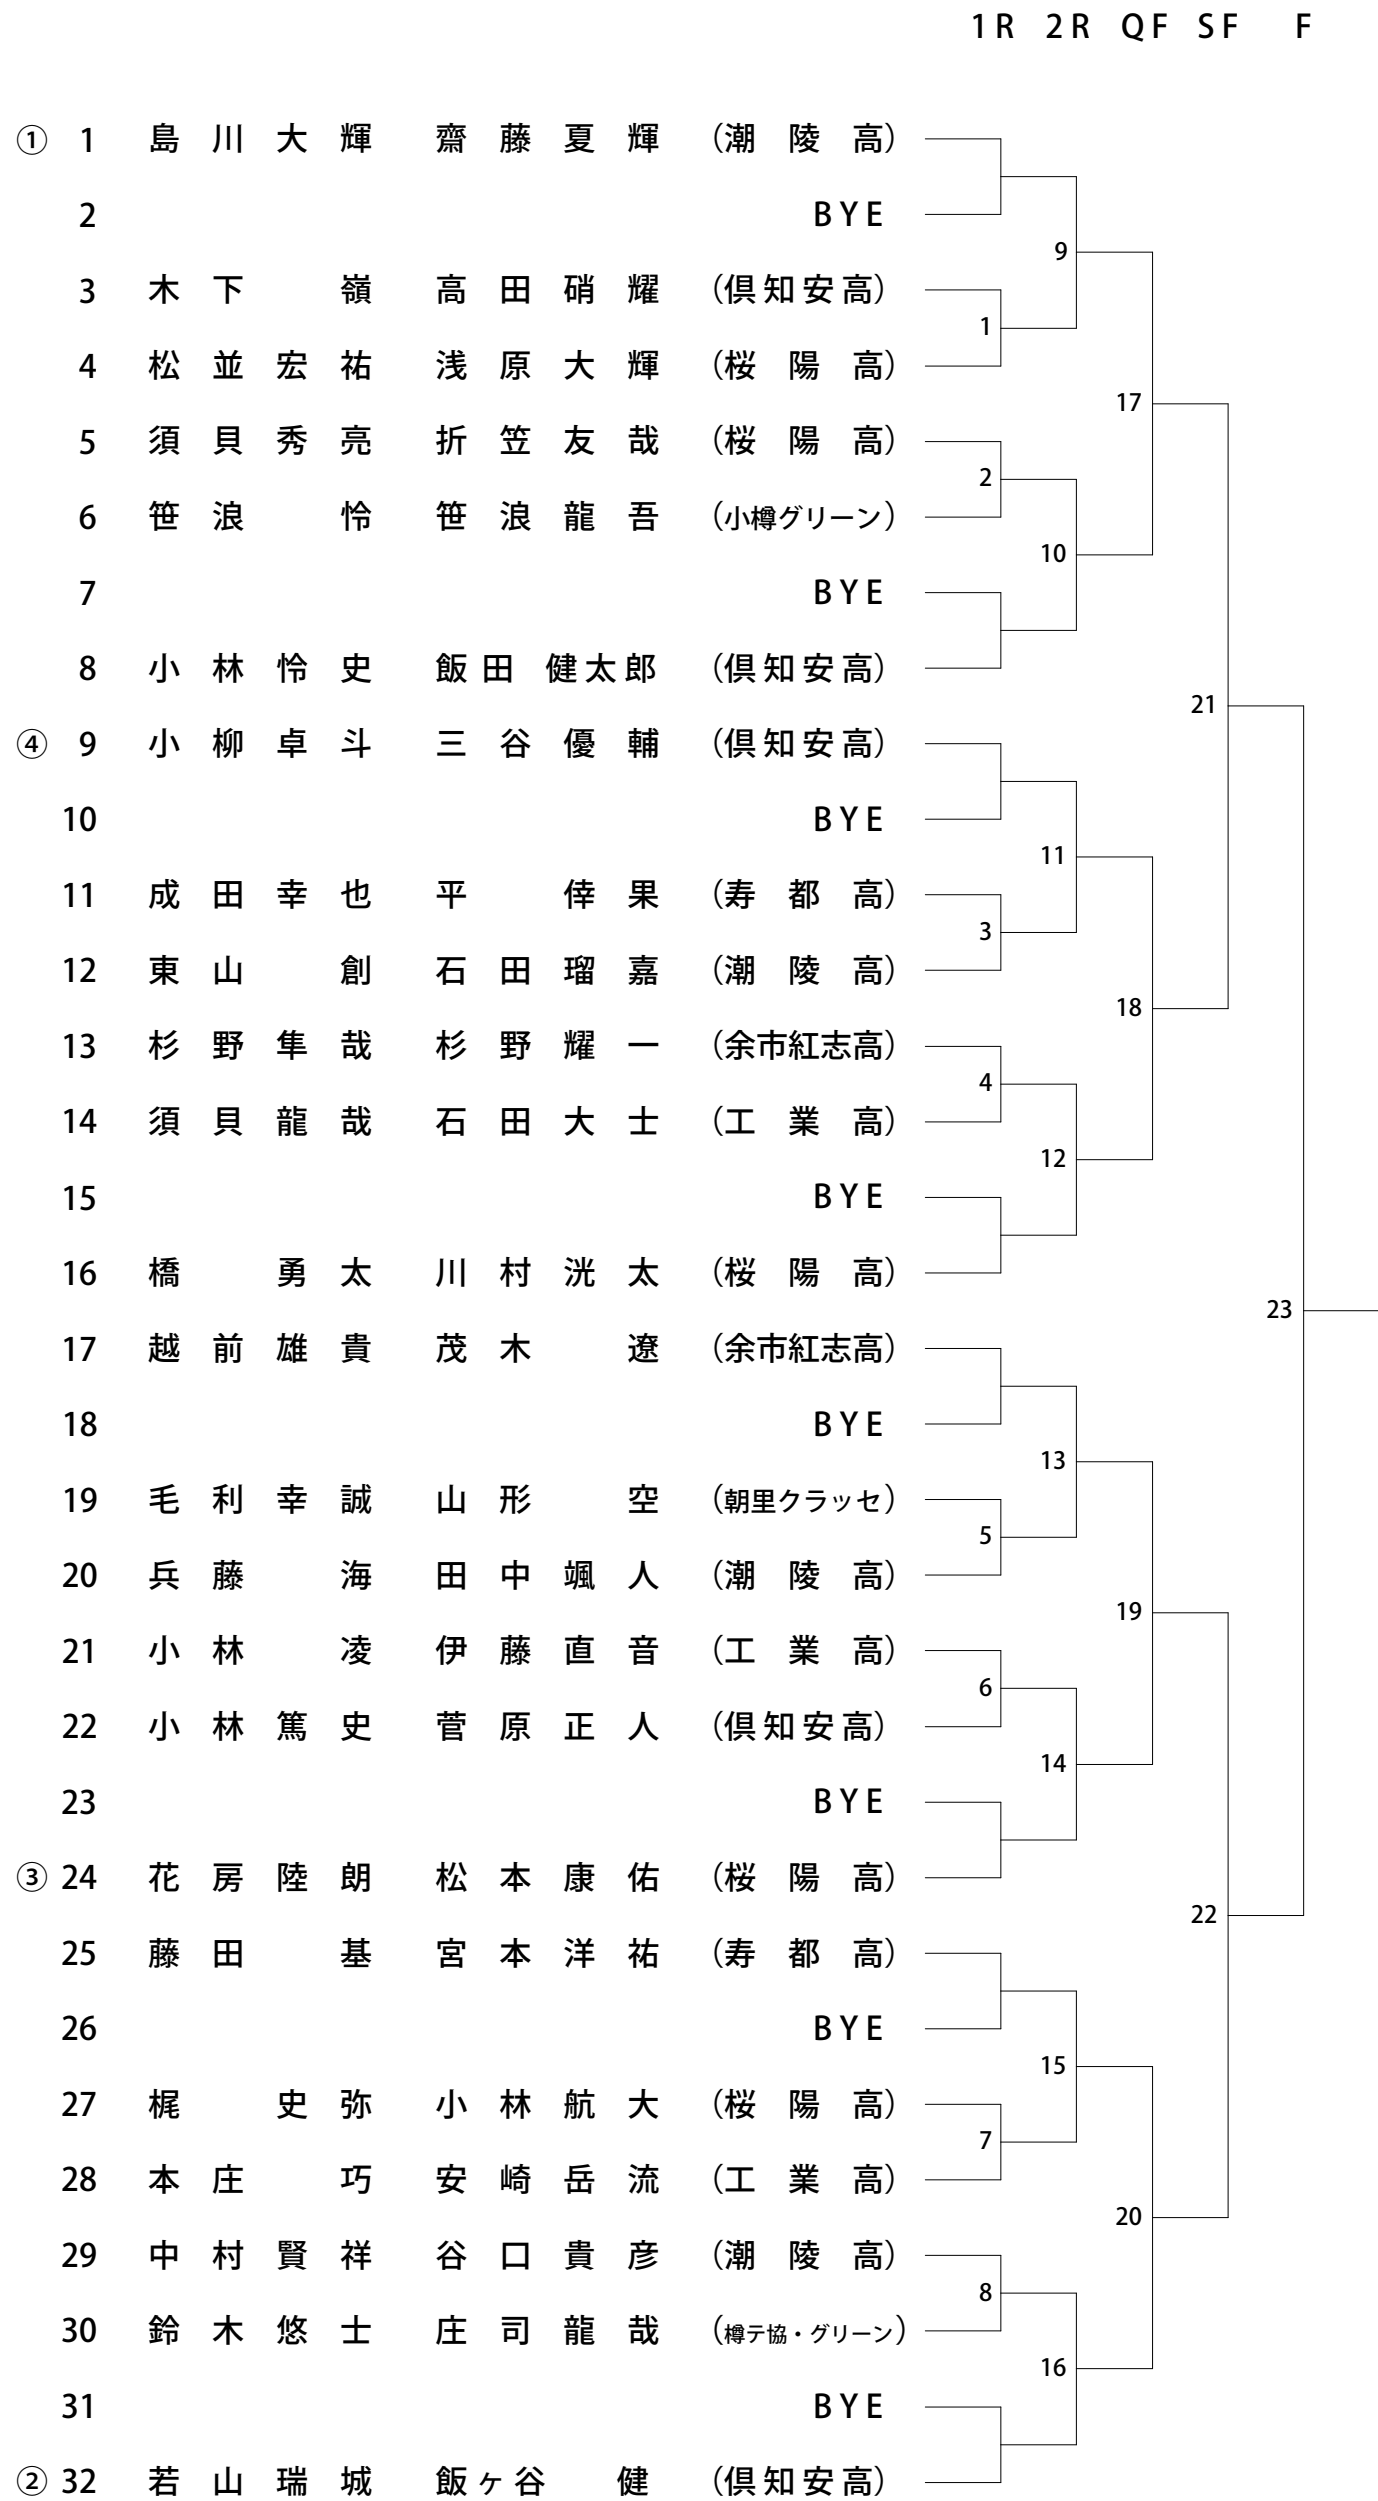 1R 2R QF SF F
① 1 島川大輝 齋藤夏輝 (潮陵高)
2 BYE
9
3 木下 嶺 高田硝耀 (倶知安高)
1
4 松並宏祐 浅原大輝 (桜陽高)
17
5 須貝秀亮 折笠友哉 (桜陽高)
2
6 笹浪 怜 笹浪龍吾 (小樽グリーン)
10
7 BYE
8 小林怜史 飯田健太郎 (倶知安高)
21
④ 9 小柳卓斗 三谷優輔 (倶知安高)
10 BYE
11
11 成田幸也 平 倖果 (寿都高)
3
12 東山 創 石田瑠嘉 (潮陵高)
18
13 杉野隼哉 杉野耀一 (余市紅志高)
4
14 須貝龍哉 石田大士 (工業高)
12
15 BYE
16 橋 勇太 川村洸太 (桜陽高)
23
17 越前雄貴 茂木 遼 (余市紅志高)
18 BYE
13
19 毛利幸誠 山形 空 (朝里クラッセ)
5
20 兵藤 海 田中颯人 (潮陵高)
19
21 小林 凌 伊藤直音 (工業高)
6
22 小林篤史 菅原正人 (倶知安高)
14
23 BYE
③ 24 花房陸朗 松本康佑 (桜陽高)
22
25 藤田 基 宮本洋祐 (寿都高)
26 BYE
15
27 梶 史弥 小林航大 (桜陽高)
7
28 本庄 巧 安崎岳流 (工業高)
20
29 中村賢祥 谷口貴彦 (潮陵高)
8
30 鈴木悠士 庄司龍哉 (樽テ協・グリーン)
16
31 BYE
② 32 若山瑞城 飯ヶ谷 健 (倶知安高)